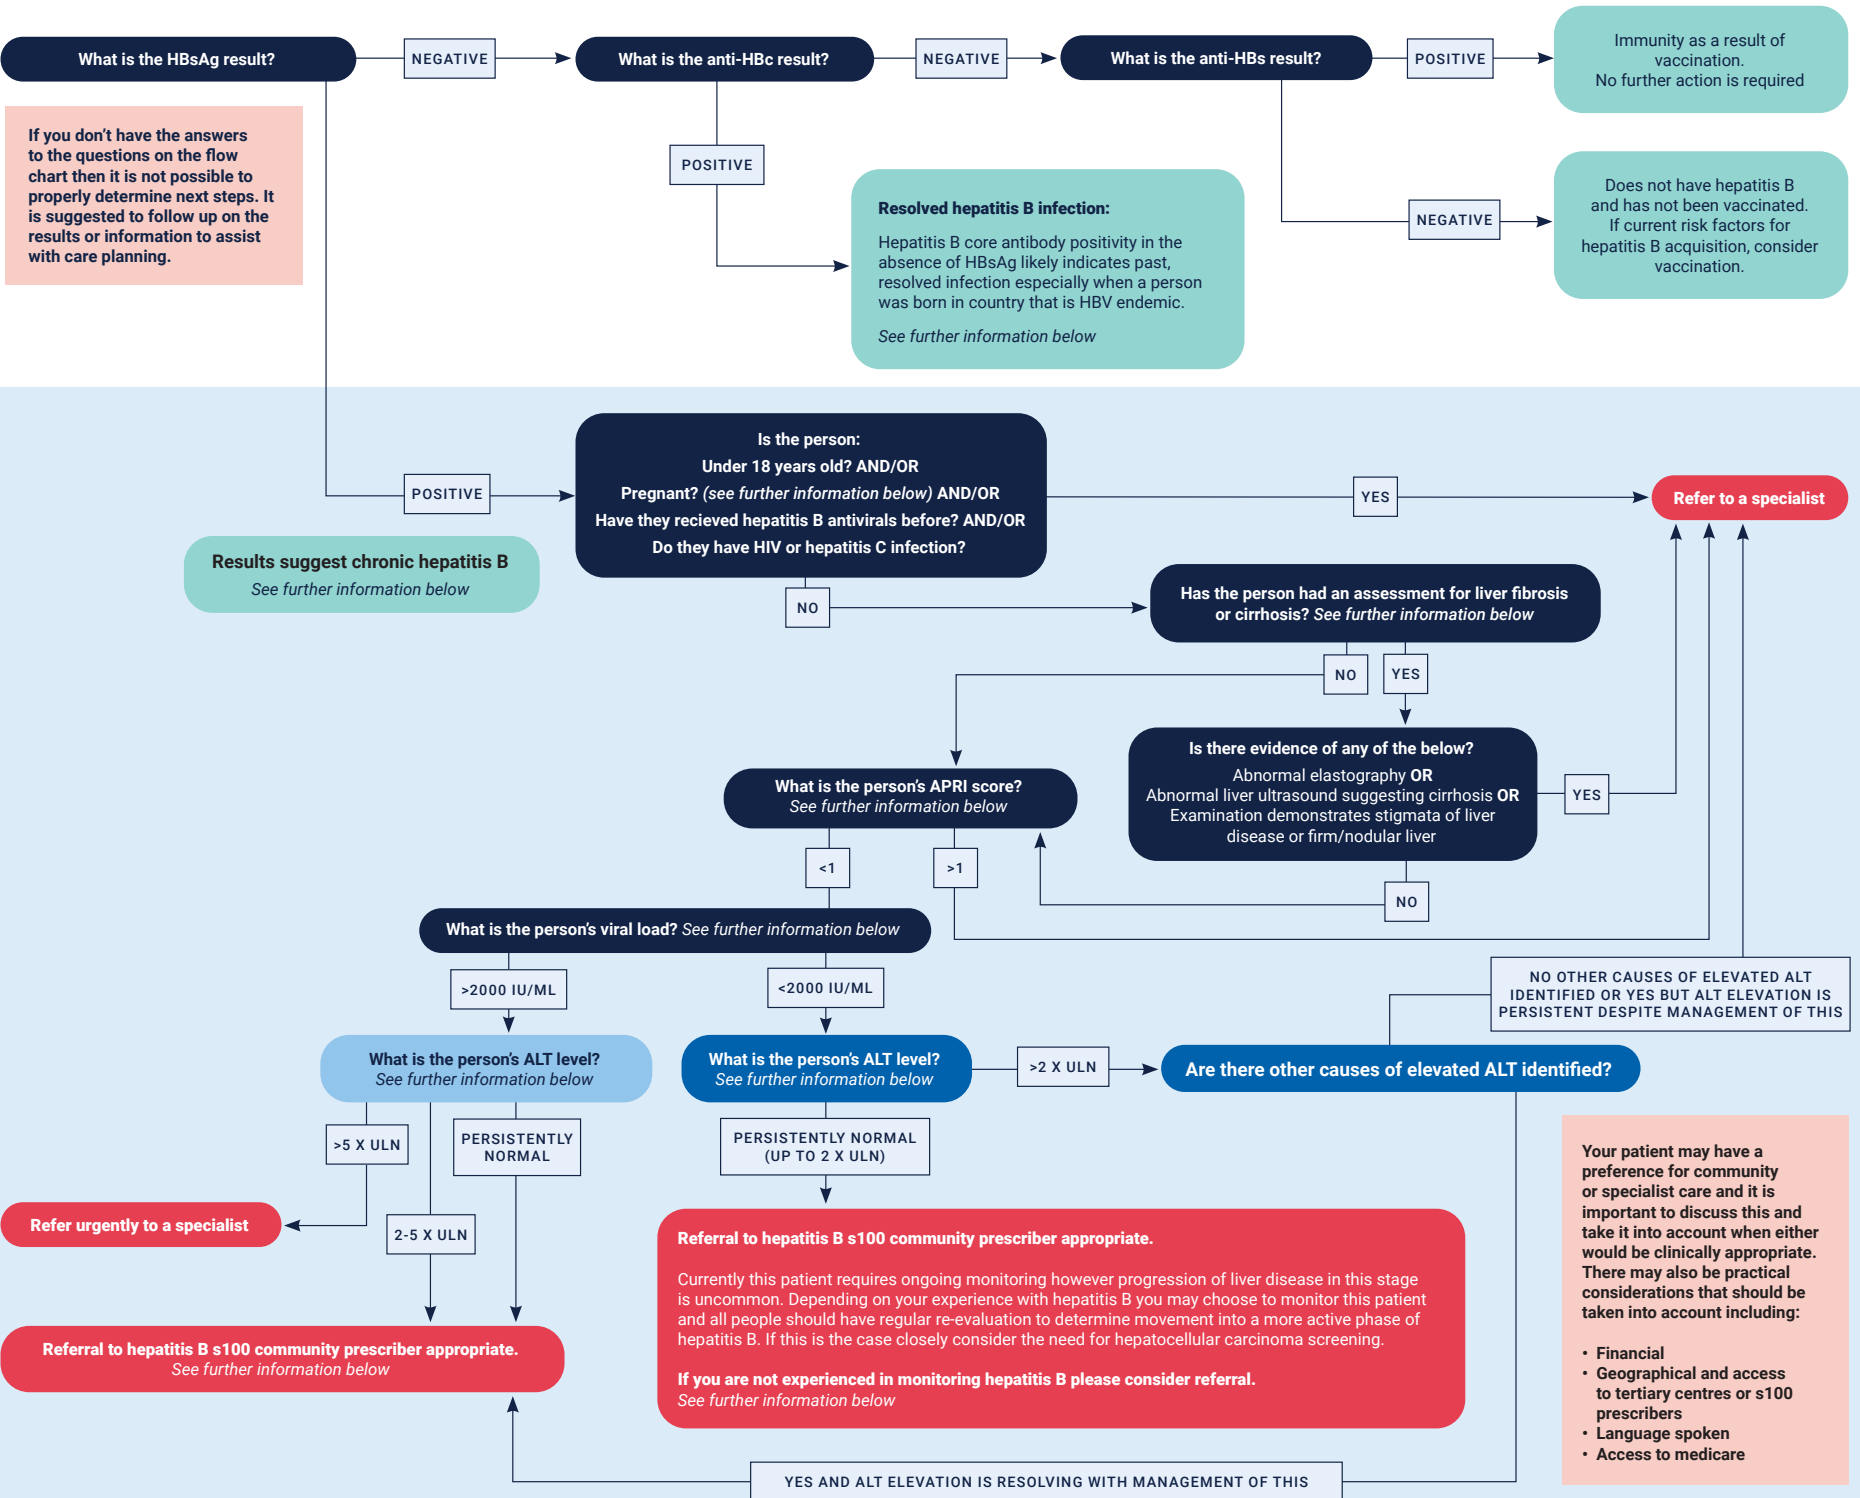 What is the HBsAg result?
NEGATIVE
What is the anti-HBc result?
NEGATIVE
What is the anti-HBs result?
POSITIVE
Immunity as a result of
vaccination.
No further action is required
If you don’t have the answers
to the questions on the flow
chart then it is not possible to
properly determine next steps. It
is suggested to follow up on the
results or information to assist
with care planning.
POSITIVE
Resolved hepatitis B infection:
Hepatitis B core antibody positivity in the
absence of HBsAg likely indicates past,
resolved infection especially when a person
was born in country that is HBV endemic.
See further information below
NEGATIVE
Does not have hepatitis B
and has not been vaccinated.
If current risk factors for
hepatitis B acquisition, consider
vaccination.
POSITIVE
Is the person:
Under 18 years old? AND/OR
Pregnant? (see further information below) AND/OR
Have they recieved hepatitis B antivirals before? AND/OR
Do they have HIV or hepatitis C infection?
YES
Refer to a specialist
Results suggest chronic hepatitis B
See further information below
NO
Has the person had an assessment for liver fibrosis
or cirrhosis? See further information below
NO
YES
Is there evidence of any of the below?
Abnormal elastography OR
Abnormal liver ultrasound suggesting cirrhosis OR
Examination demonstrates stigmata of liver
disease or firm/nodular liver
YES
NO
What is the person’s APRI score?
See further information below
<1
>1
What is the person’s viral load? See further information below
>2000 IU/ML
<2000 IU/ML
NO OTHER CAUSES OF ELEVATED ALT
IDENTIFIED OR YES BUT ALT ELEVATION IS
PERSISTENT DESPITE MANAGEMENT OF THIS
What is the person’s ALT level?
See further information below
What is the person’s ALT level?
See further information below
>2 X ULN
Are there other causes of elevated ALT identified?
>5 X ULN
PERSISTENTLY
NORMAL
PERSISTENTLY NORMAL
(UP TO 2 X ULN)
Refer urgently to a specialist
2-5 X ULN
Referral to hepatitis B s100 community prescriber appropriate.
See further information below
Referral to hepatitis B s100 community prescriber appropriate.
Currently this patient requires ongoing monitoring however progression of liver disease in this stage
is uncommon. Depending on your experience with hepatitis B you may choose to monitor this patient
and all people should have regular re-evaluation to determine movement into a more active phase of
hepatitis B. If this is the case closely consider the need for hepatocellular carcinoma screening.
If you are not experienced in monitoring hepatitis B please consider referral.
See further information below
Your patient may have a
preference for community
or specialist care and it is
important to discuss this and
take it into account when either
would be clinically appropriate.
There may also be practical
considerations that should be
taken into account including:
• Financial
• Geographical and access
to tertiary centres or s100
prescribers
• Language spoken
• Access to medicare
YES AND ALT ELEVATION IS RESOLVING WITH MANAGEMENT OF THIS